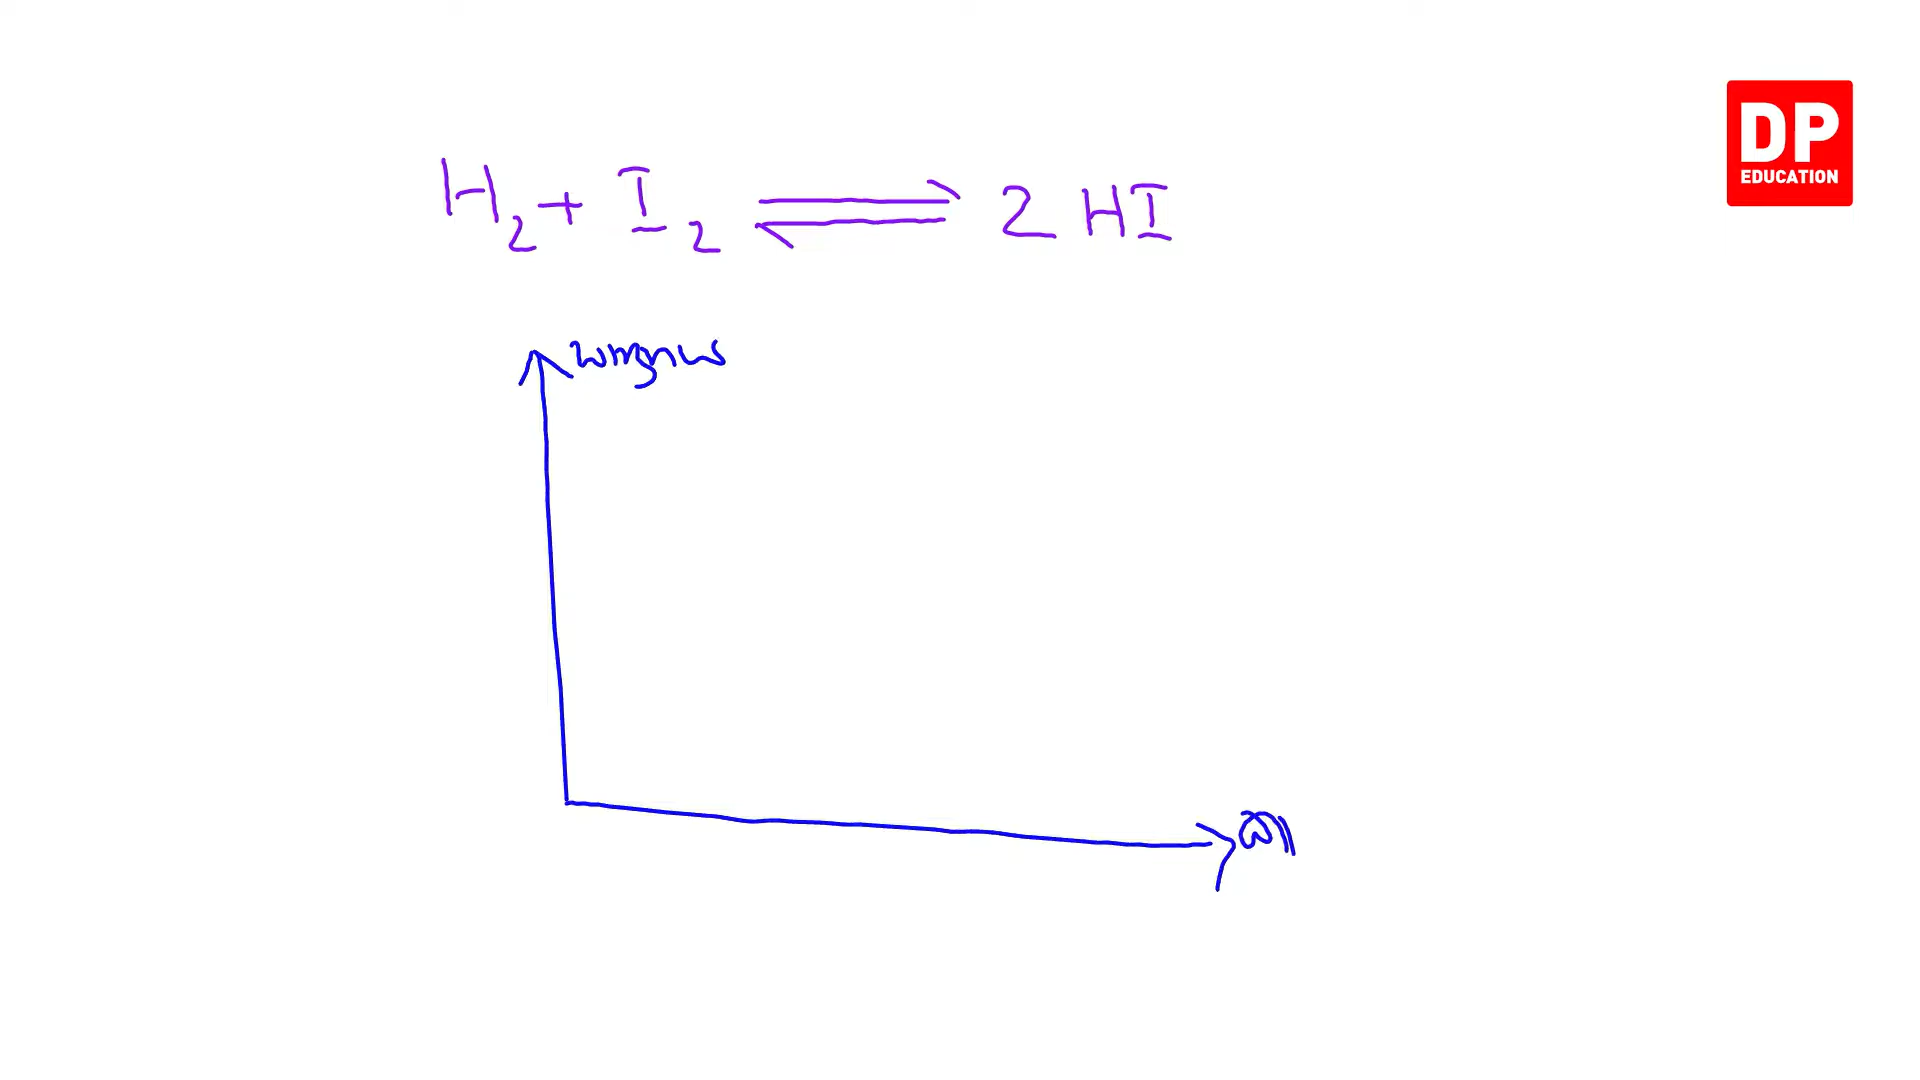 DP
EDUCATION
H₂ + I₂ ⇌ 2 HI